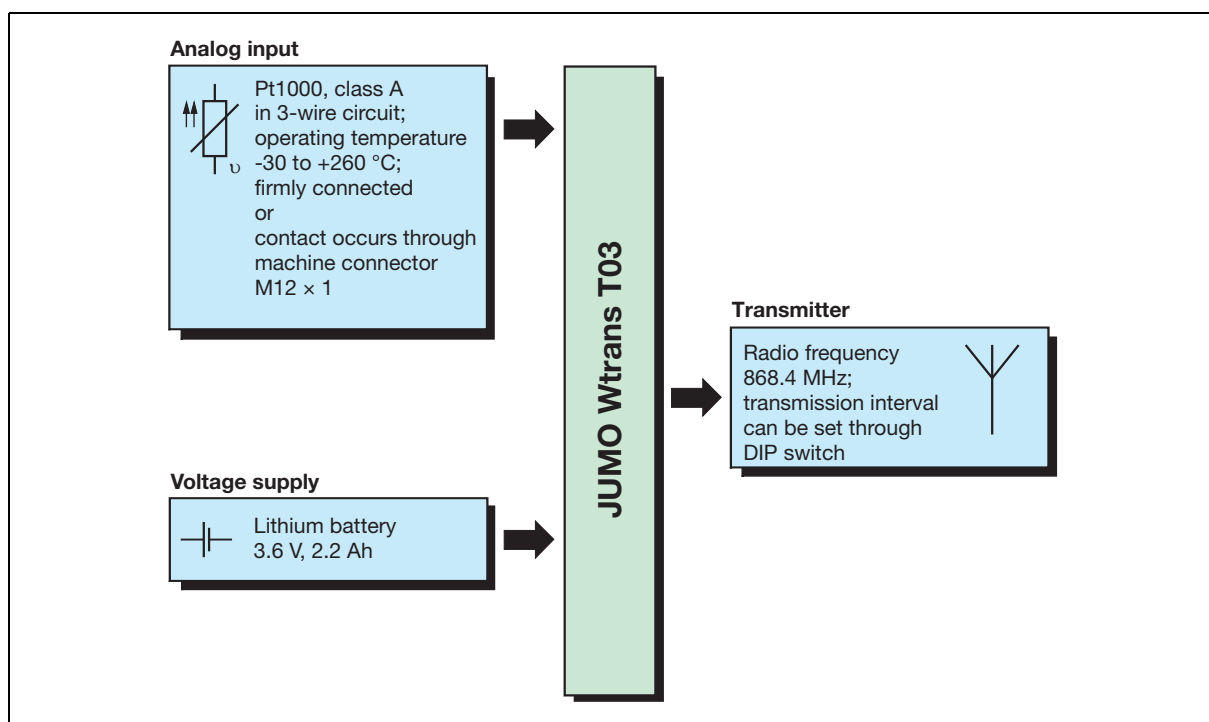 Analog input
Pt1000, class A
in 3-wire circuit;
operating temperature
-30 to +260 °C;
firmly connected
or
contact occurs through
machine connector
M12 × 1
υ
JUMO Wtrans T03
Transmitter
Radio frequency
868.4 MHz;
transmission interval
can be set through
DIP switch
Voltage supply
Lithium battery
3.6 V, 2.2 Ah